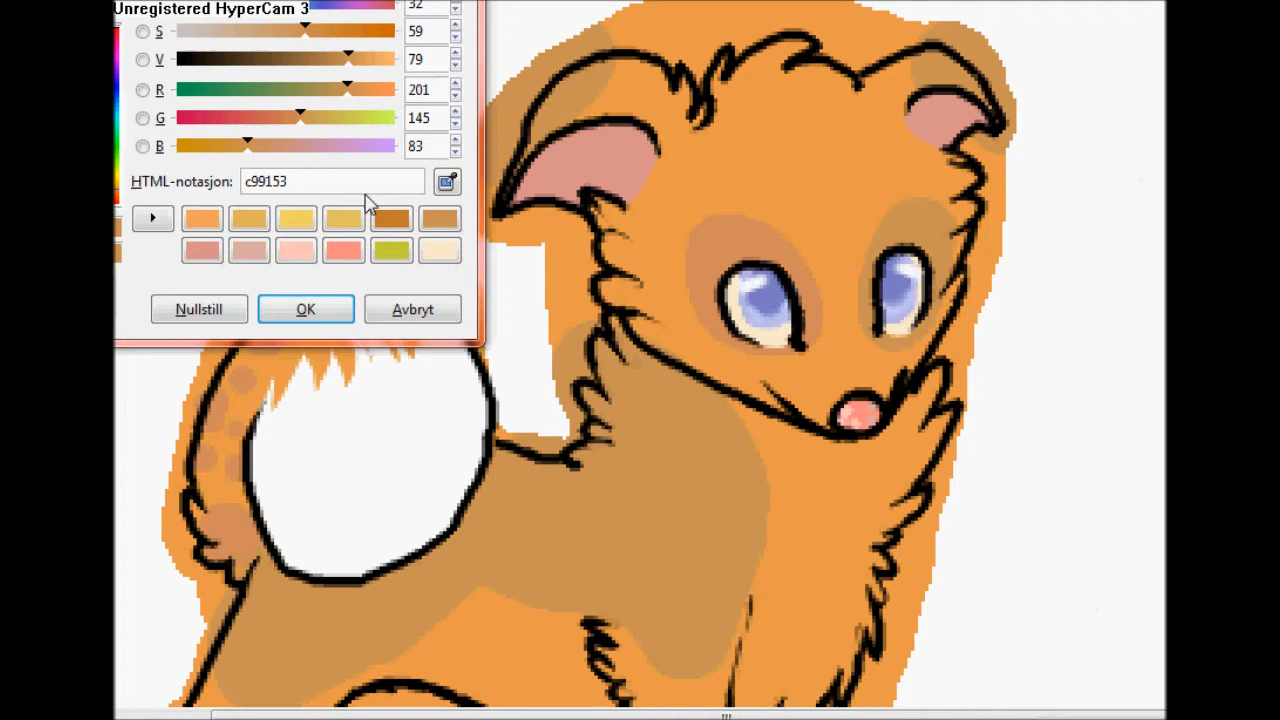 Unregistered HyperCam 3
32
S 59
V 79
R 201
G 145
B 83
HTML-notasjon: c99153
Nullstill OK Avbryt